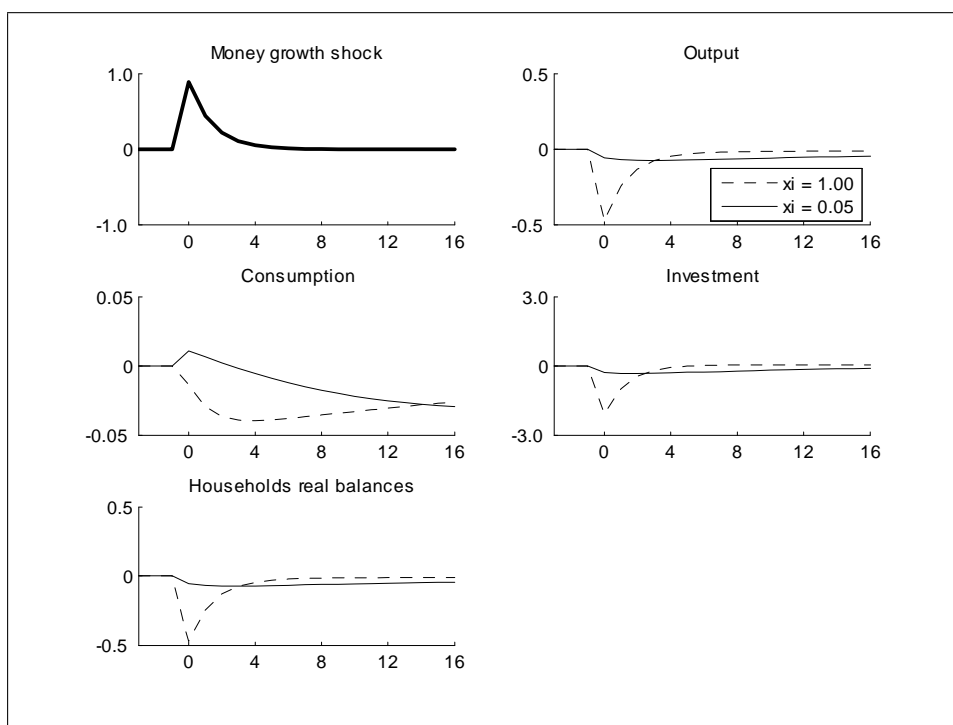 Money growth shock
1.0
0
-1.0
0 4 8 12 16
Output
0.5
0
-0.5
xi = 1.00
xi = 0.05
0 4 8 12 16
Consumption
0.05
0
-0.05
0 4 8 12 16
Investment
3.0
0
-3.0
0 4 8 12 16
Households real balances
0.5
0
-0.5
0 4 8 12 16